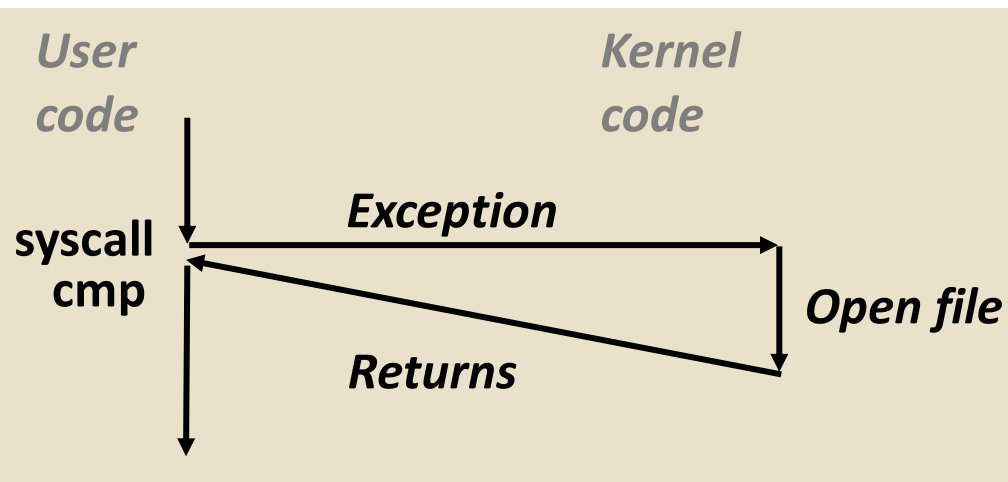 User
code
Kernel
code
Exception
syscall
cmp
Open file
Returns